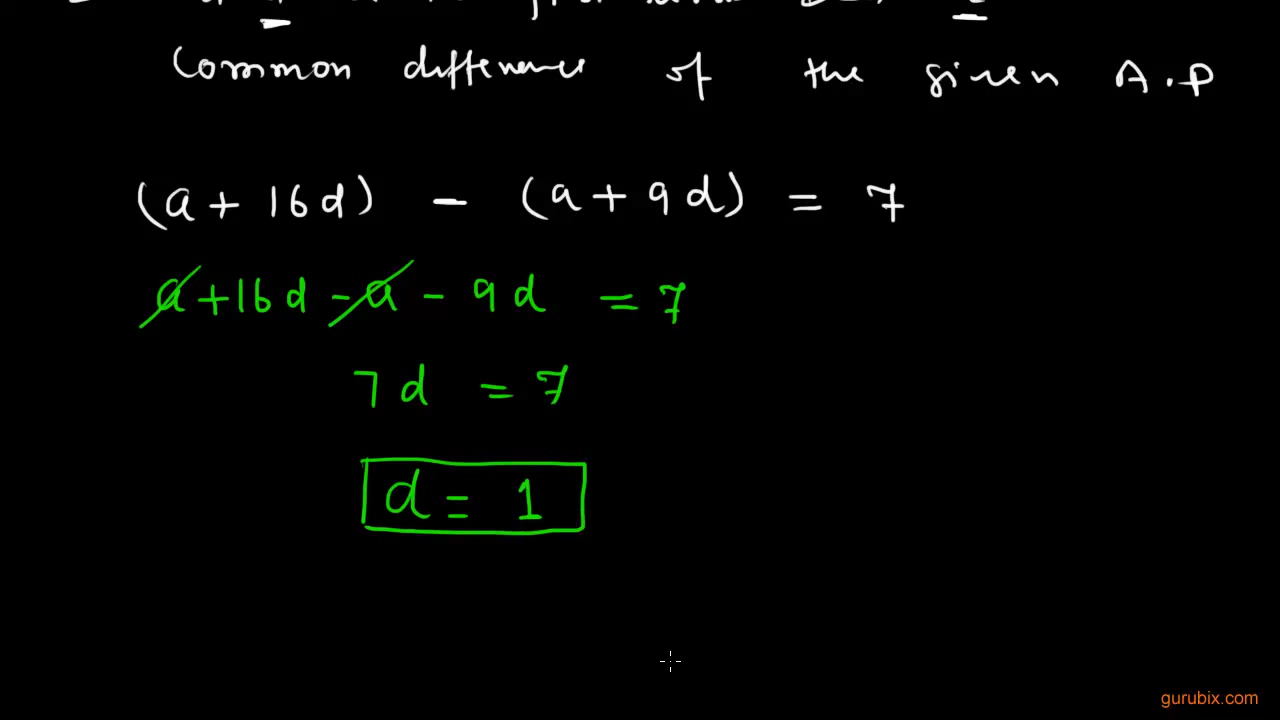 Common difference of the given A.P
(a + 16d) - (a + 9d) = 7
a + 16d - a - 9d = 7
7d = 7
d = 1
gurubix.com